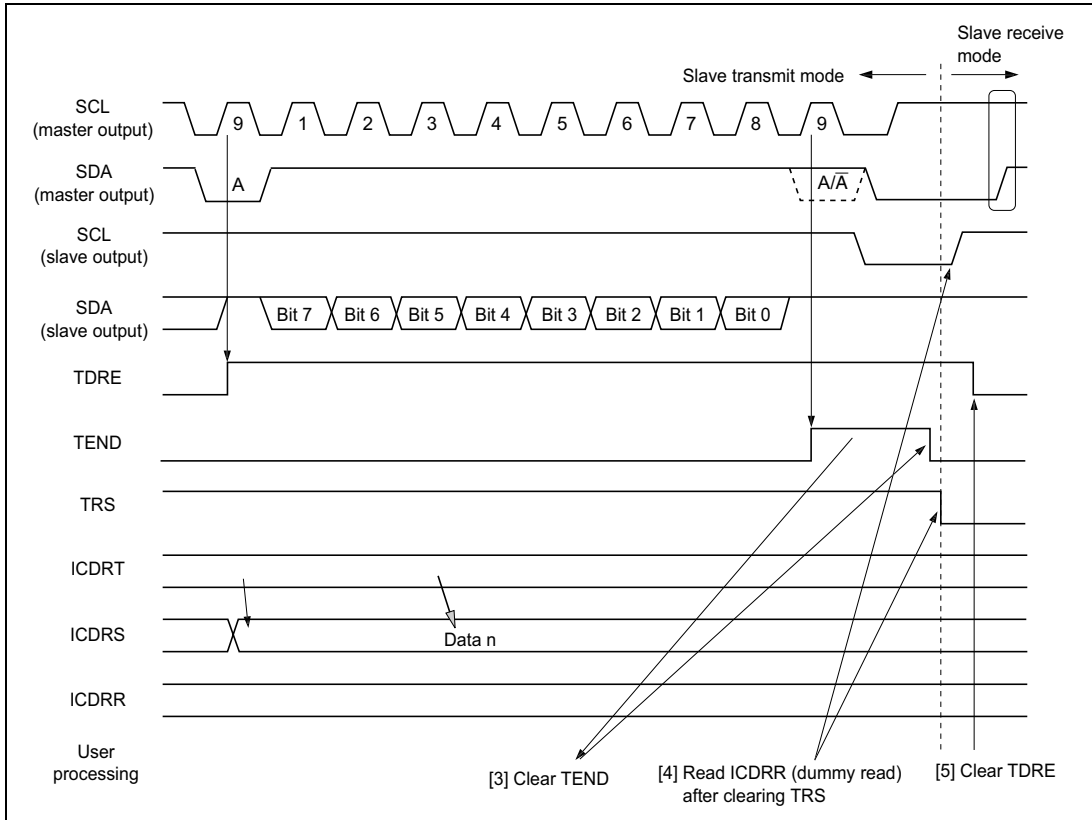 Slave receive
mode
Slave transmit mode
SCL
(master output)
9 1 2 3 4 5 6 7 8 9
SDA
(master output)
A A/A̅
SCL
(slave output)
SDA
(slave output)
Bit 7 Bit 6 Bit 5 Bit 4 Bit 3 Bit 2 Bit 1 Bit 0
TDRE
TEND
TRS
ICDRT
ICDRS
Data n
ICDRR
User
processing
[3] Clear TEND
[4] Read ICDRR (dummy read)
after clearing TRS
[5] Clear TDRE